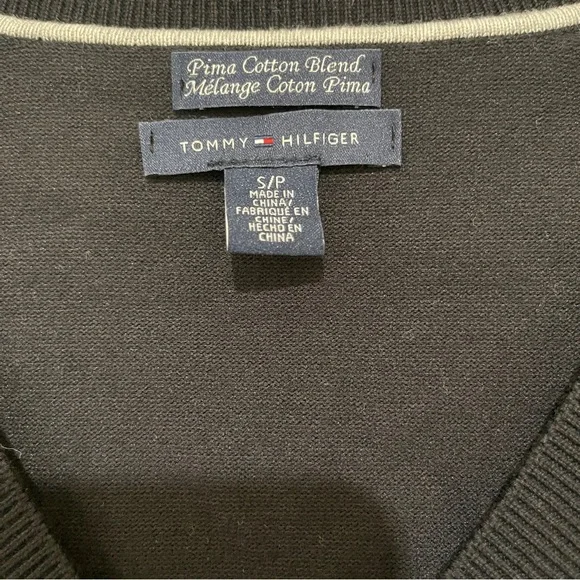 Pima Cotton Blend
Mélange Coton Pima
TOMMY HILFIGER
S/P
MADE IN
CHINA/
FABRIQUÉ EN
CHINE/
HECHO EN
CHINA